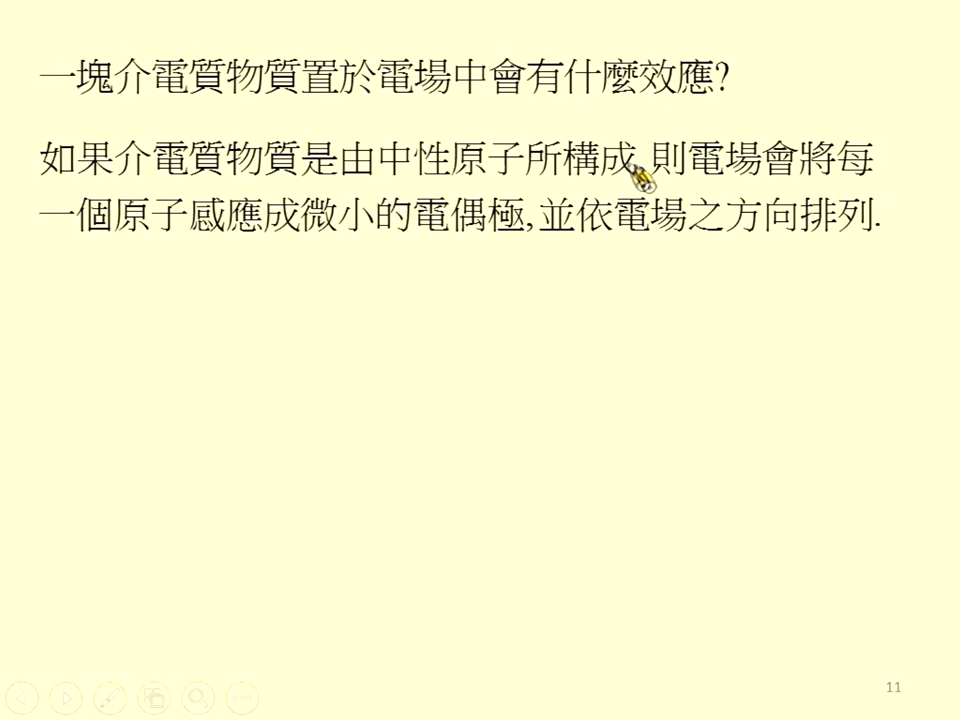 一塊介電質物質置於電場中會有什麼效應?
如果介電質物質是由中性原子所構成,則電場會將每
一個原子感應成微小的電偶極,並依電場之方向排列.
11